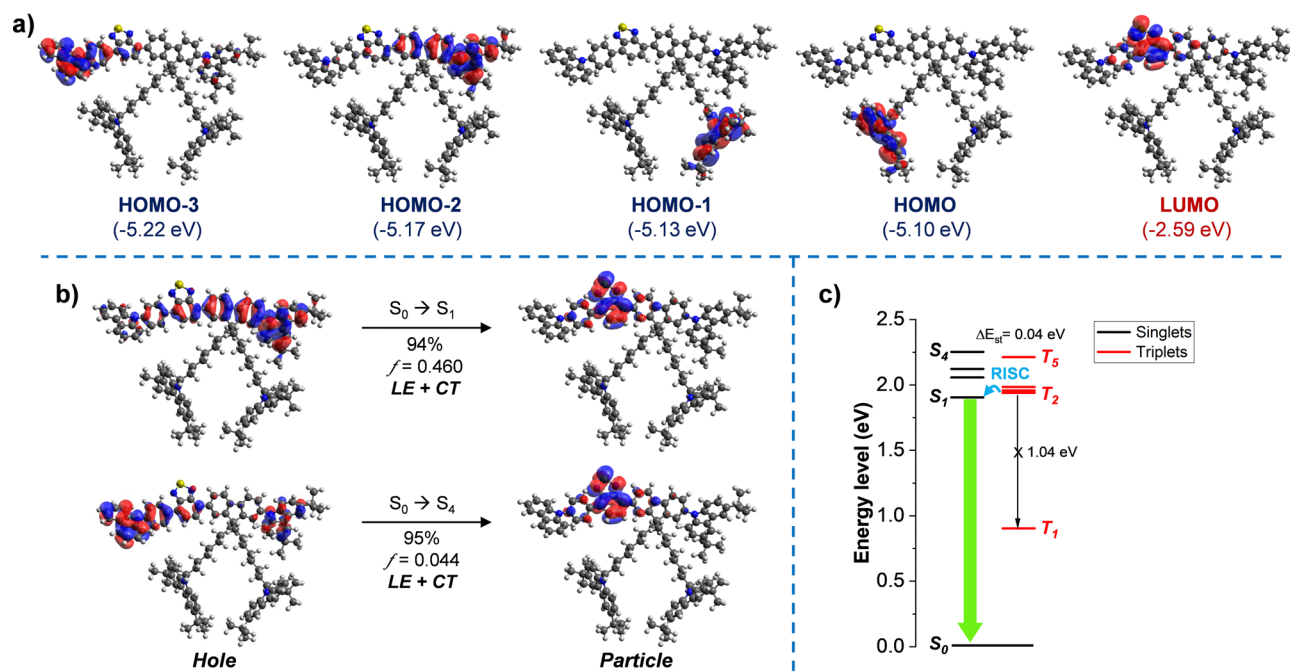 a)
HOMO-3
(-5.22 eV)
HOMO-2
(-5.17 eV)
HOMO-1
(-5.13 eV)
HOMO
(-5.10 eV)
LUMO
(-2.59 eV)
b)
S0 → S1
94%
f = 0.460
LE + CT
S0 → S4
95%
f = 0.044
LE + CT
Hole
Particle
c)
Energy level (eV)
2.5
2.0
1.5
1.0
0.5
0.0
ΔEst= 0.04 eV
Singlets
Triplets
S4
T5
RISC
S1
T2
X 1.04 eV
T1
S0